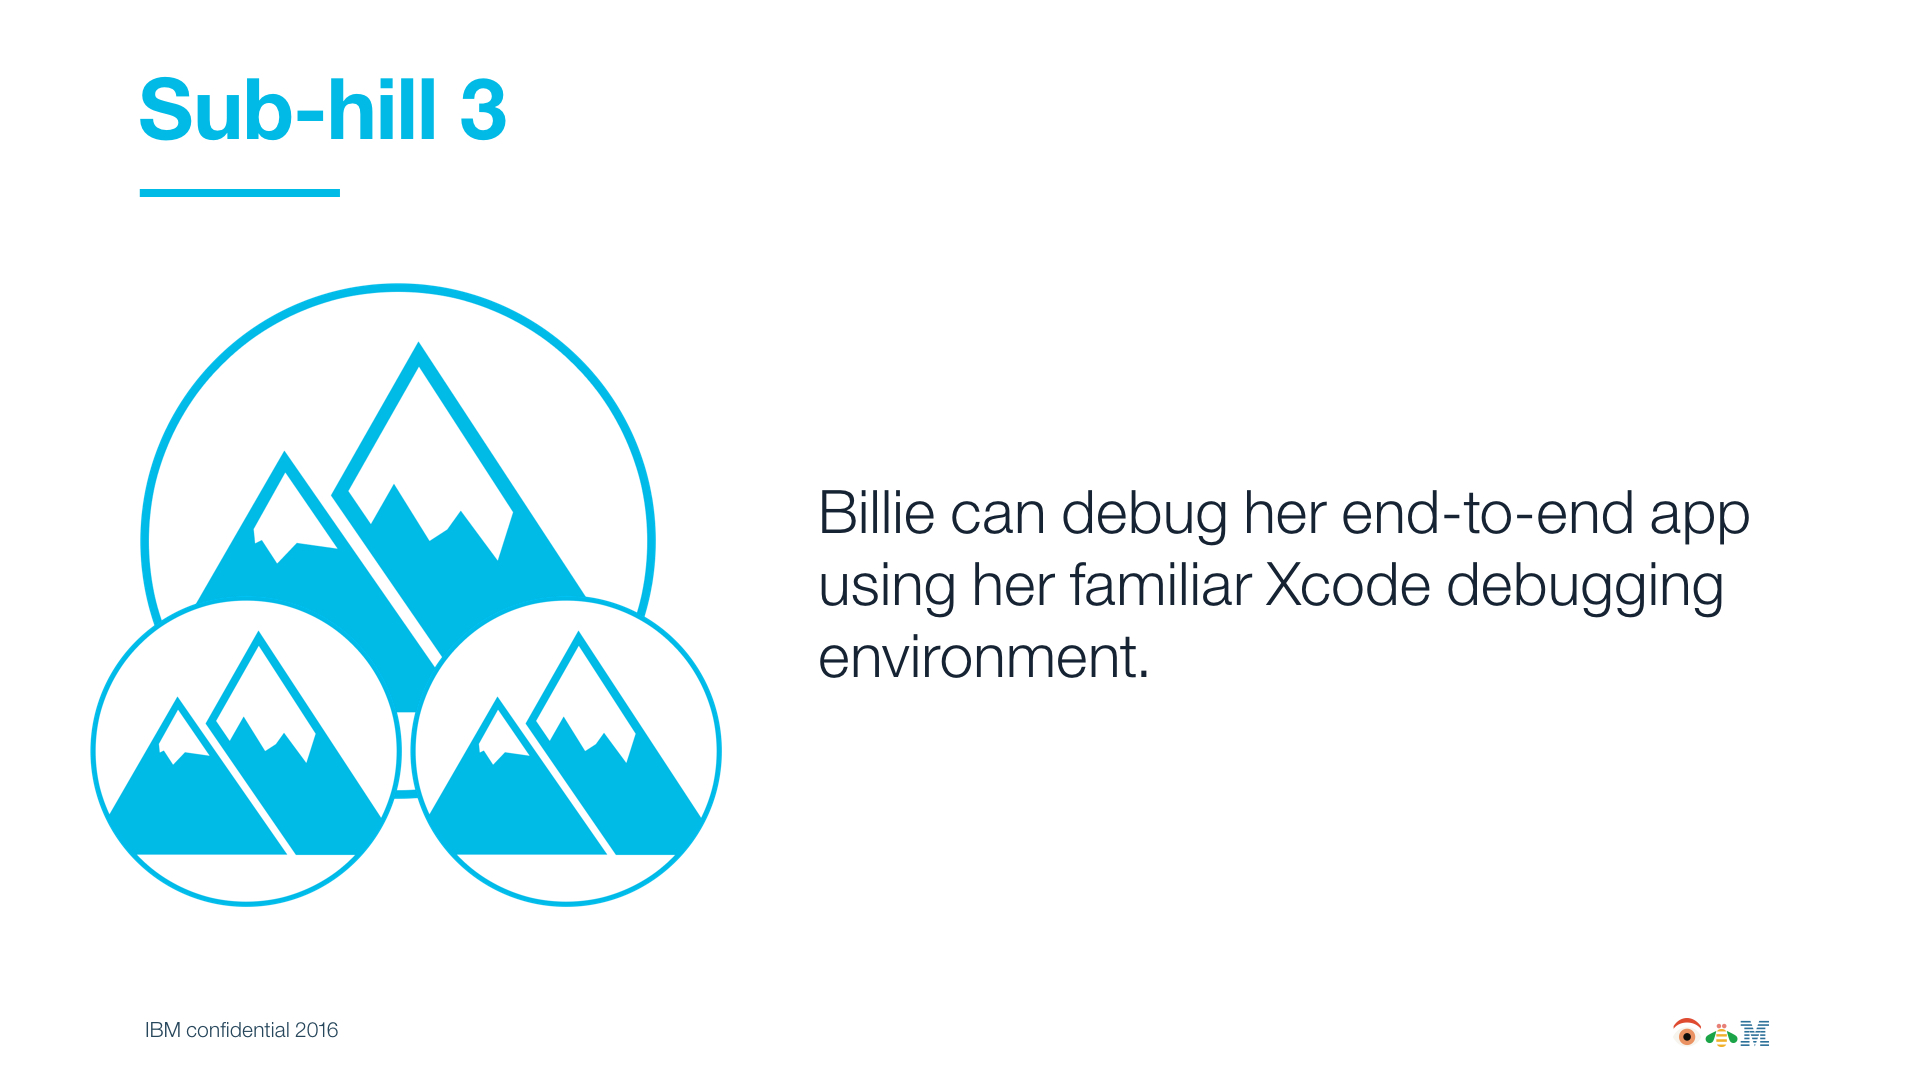 Sub-hill 3
Billie can debug her end-to-end app
using her familiar Xcode debugging
environment.
IBM confidential 2016
M